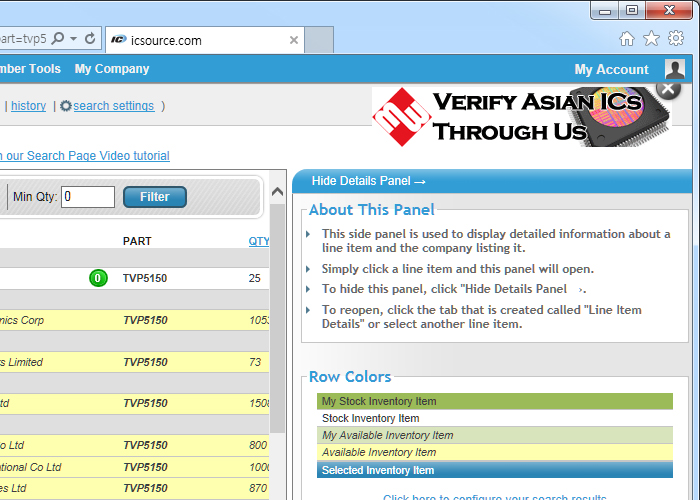 part=tvp5
icsource.com
mber Tools My Company
My Account
| history | search settings )
VERIFY ASIAN ICS
THROUGH US
n our Search Page Video tutorial
Hide Details Panel →
Min Qty: 0 Filter
About This Panel
This side panel is used to display detailed information about a
line item and the company listing it.
Simply click a line item and this panel will open.
To hide this panel, click "Hide Details Panel →.
To reopen, click the tab that is created called "Line Item
Details" or select another line item.
PART QTY
0 TVP5150 25
mics Corp TVP5150 105
rs Limited TVP5150 73
td TVP5150 150
o Ltd TVP5150 800
ational Co Ltd TVP5150 100
es Ltd TVP5150 870
Row Colors
My Stock Inventory Item
Stock Inventory Item
My Available Inventory Item
Available Inventory Item
Selected Inventory Item
Click here to configure your search results